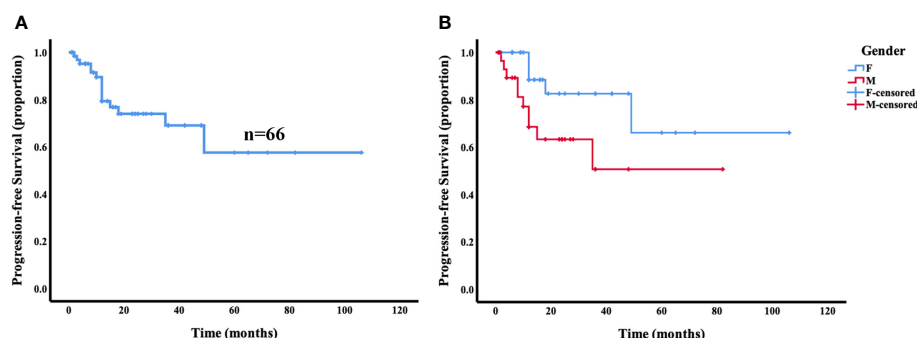 A
Progression-free Survival (proportion)
1.0
0.8
0.6
0.4
0.2
0.0
n=66
0 20 40 60 80 100 120
Time (months)
B
Progression-free Survival (proportion)
1.0
0.8
0.6
0.4
0.2
0.0
0 20 40 60 80 100 120
Time (months)
Gender
F
M
F-censored
M-censored